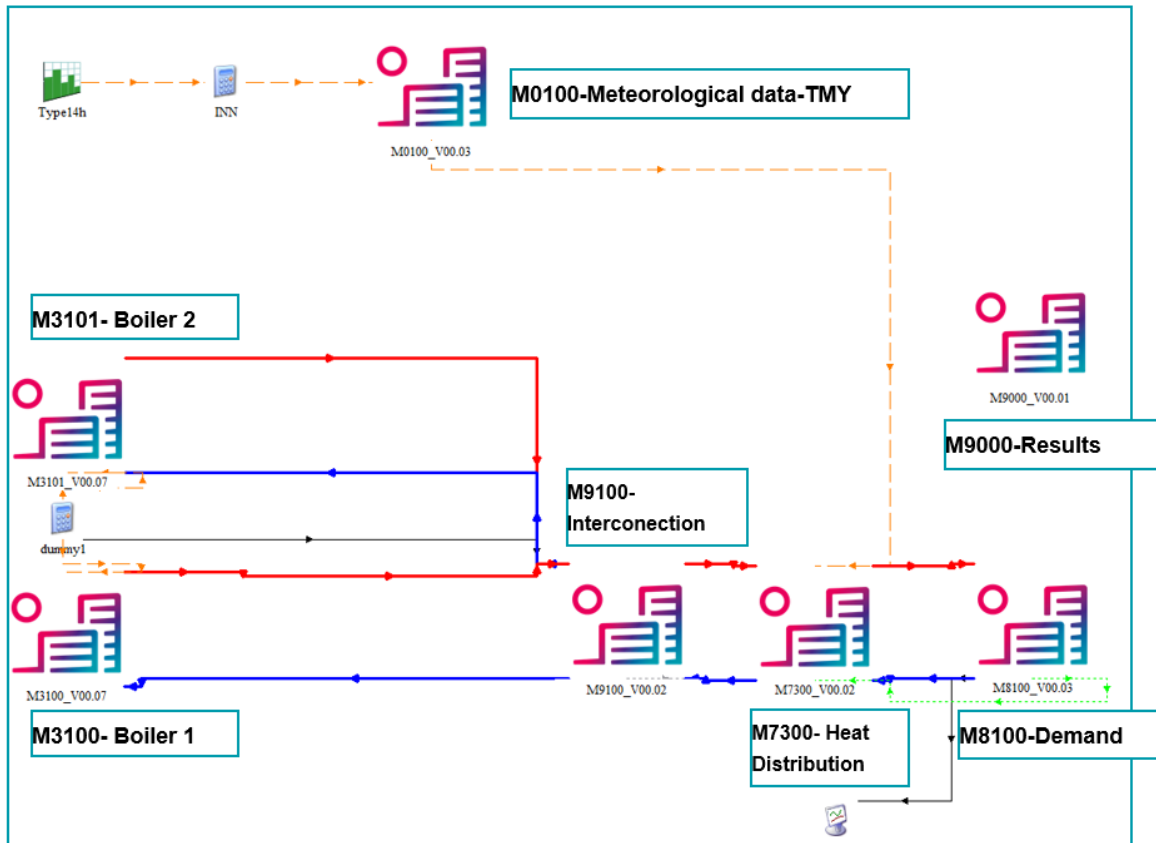 M0100-Meteorological data-TMY
Type14h
INN
M0100_V00.03
M3101- Boiler 2
M9000_V00.01
M9000-Results
M3101_V00.07
M9100-
Interconection
dummy1
M3100_V00.07
M9100_V00.02
M7300_V00.02
M8100_V00.03
M3100- Boiler 1
M7300- Heat
Distribution
M8100-Demand